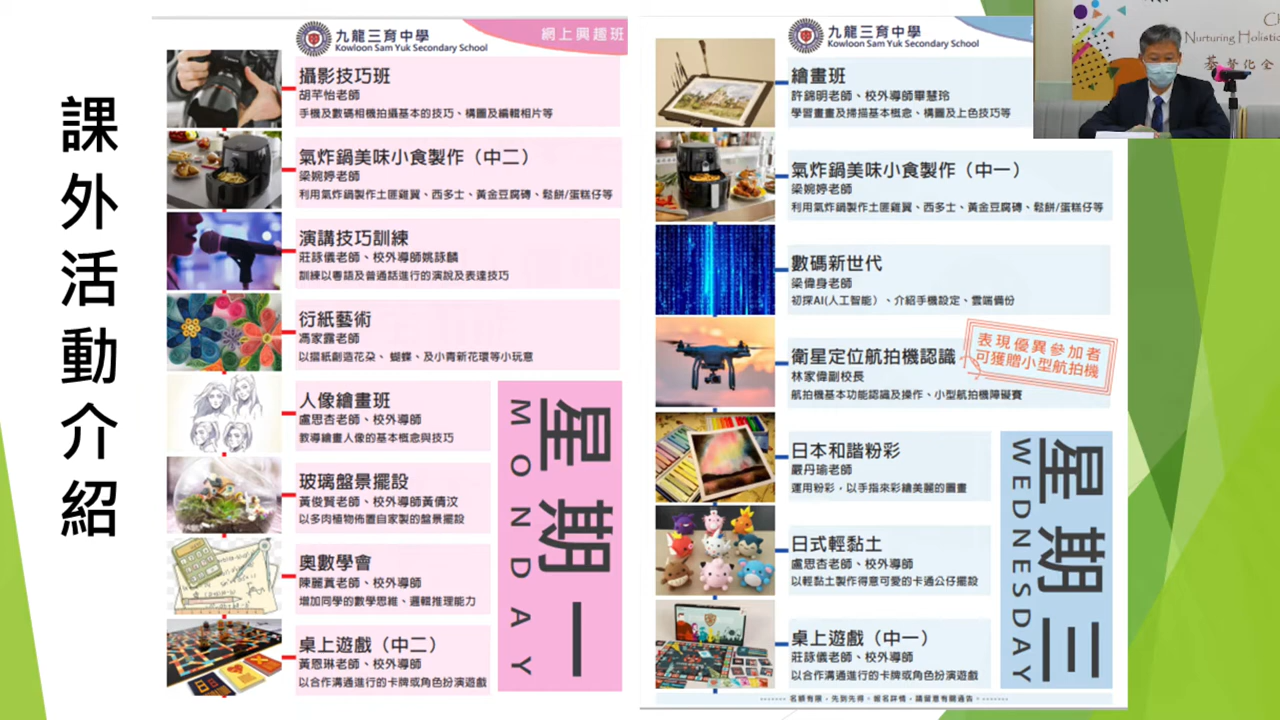 課外活動介紹
九龍三育中學
Kowloon Sam Yuk Secondary School
網上興趣班
攝影技巧班
胡芊怡老師
手機及數碼相機拍攝基本的技巧、構圖及編輯相片等
氣炸鍋美味小食製作（中二）
梁婉婷老師
利用氣炸鍋製作土匪雞翼、西多士、黃金豆腐磚、鬆餅/蛋糕仔等
演講技巧訓練
莊詠儀老師、校外導師姚詠麟
訓練以粵語及普通話進行的演說及表達技巧
衍紙藝術
馮家露老師
以摺紙創造花朵、蝴蝶、及小青新花環等小玩意
人像繪畫班
盧思杏老師、校外導師
教導繪畫人像的基本概念與技巧
玻璃盤景擺設
黃俊賢老師、校外導師黃倩汶
以多肉植物佈置自家製的盤景擺設
奧數學會
陳麗賞老師、校外導師
增加同學的數學思維、邏輯推理能力
桌上遊戲（中二）
黃恩琳老師、校外導師
以合作溝通進行的卡牌或角色扮演遊戲
星期一
MONDAY
九龍三育中學
Kowloon Sam Yuk Secondary School
繪畫班
許錦明老師、校外導師畢慧玲
學習畫畫及掃描基本概念、構圖及上色技巧等
氣炸鍋美味小食製作（中一）
梁婉婷老師
利用氣炸鍋製作土匪雞翼、西多士、黃金豆腐磚、鬆餅/蛋糕仔等
數碼新世代
梁偉身老師
初探AI(人工智能）、介紹手機設定、雲端備份
衛星定位航拍機認識
林家偉副校長
航拍機基本功能認識及操作、小型航拍機障礙賽
表現優異參加者
可獲贈小型航拍機
日本和諧粉彩
嚴丹瑜老師
運用粉彩，以手指來彩繪美麗的圖畫
日式輕黏土
盧思杏老師、校外導師
以輕黏土製作得意可愛的卡通公仔擺設
桌上遊戲（中一）
莊詠儀老師、校外導師
以合作溝通進行的卡牌或角色扮演遊戲
星期三
WEDNESDAY
名額有限，先到先得。報名詳情，請留意有關通告。
Nurturing Holistic
基督化全